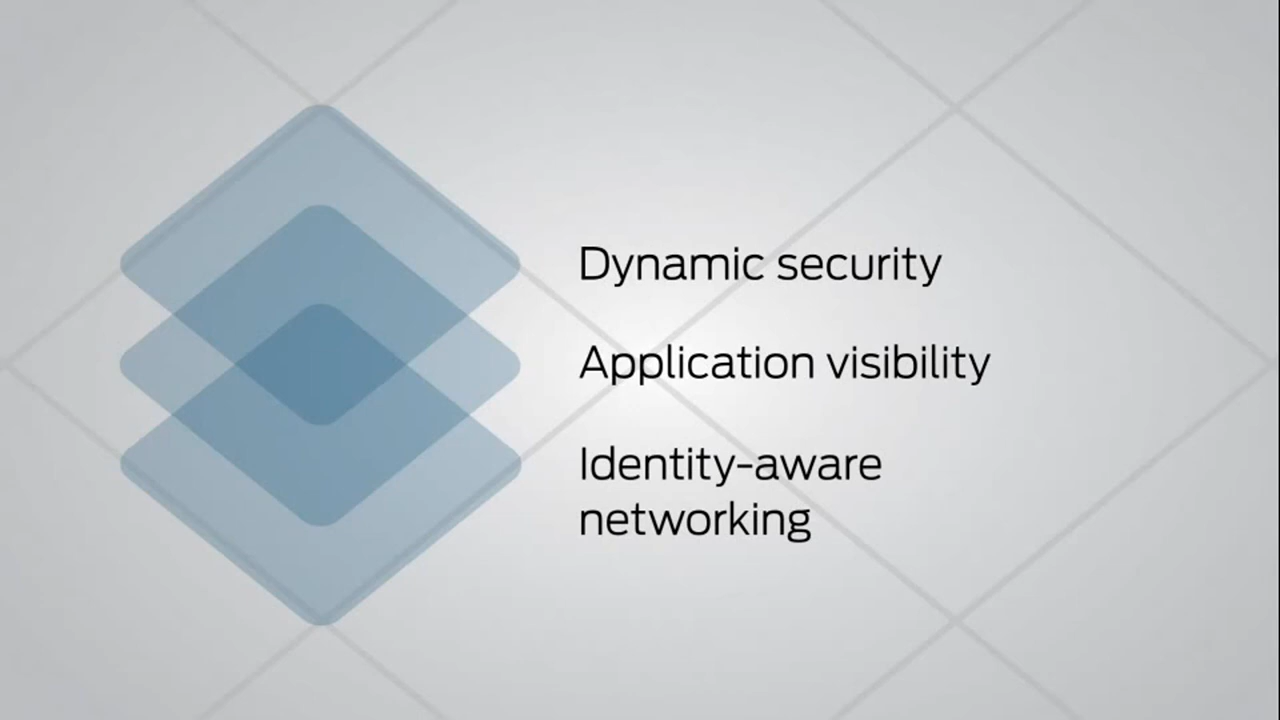 Dynamic security
Application visibility
Identity-aware
networking